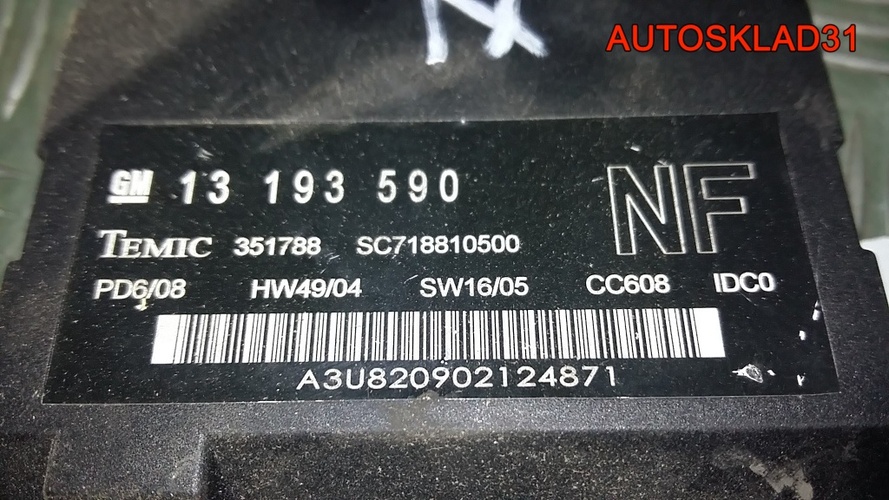 AUTOSKLAD31
GM 13 193 590 NF
TEMIC 351788 SC718810500
PD6/08 HW49/04 SW16/05 CC608 IDC0
A3U820902124871